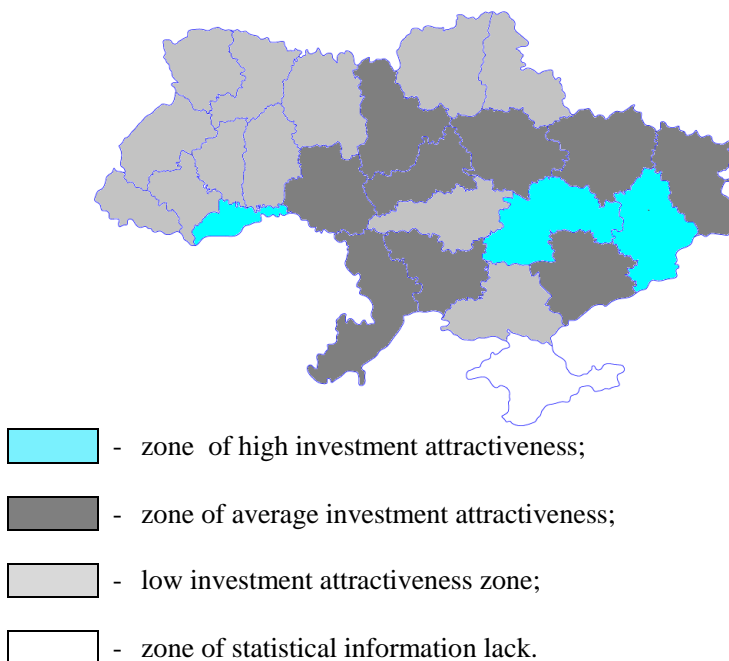 - zone of high investment attractiveness;
- zone of average investment attractiveness;
- low investment attractiveness zone;
- zone of statistical information lack.